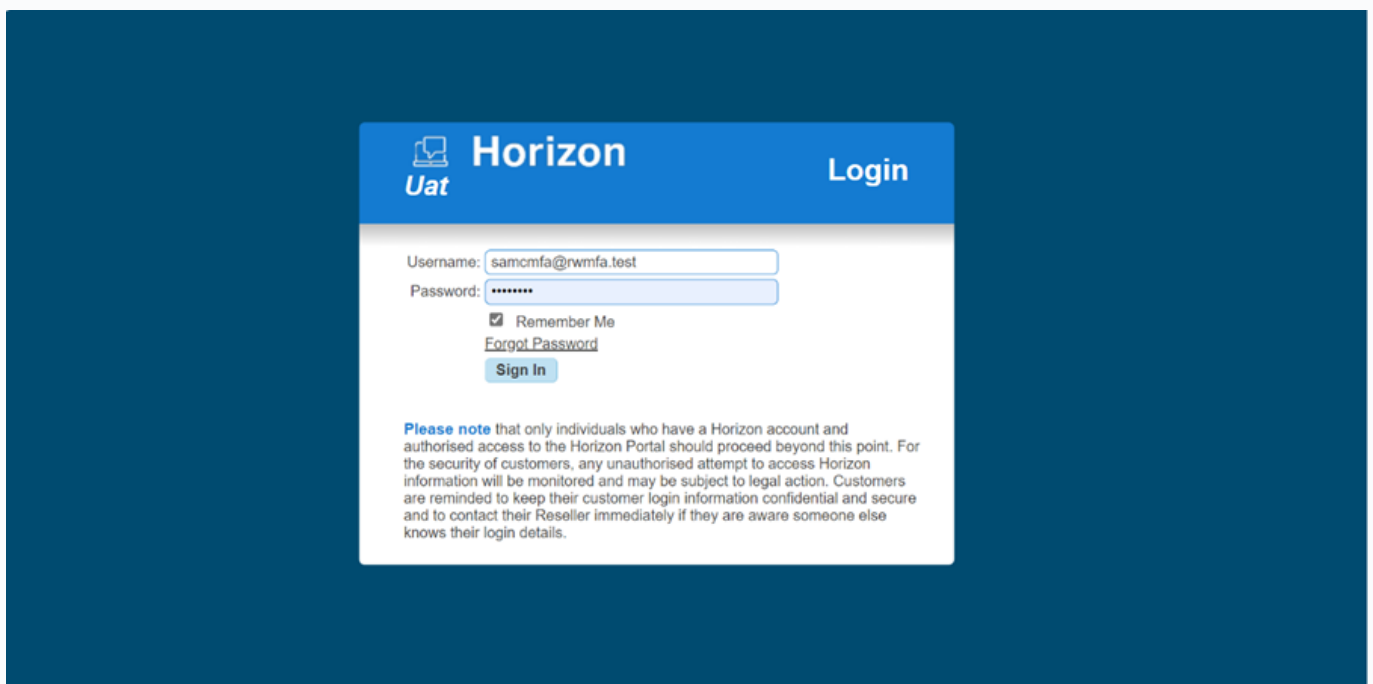 Horizon
Uat
Login
Username: samcmfa@rwmfa.test
Password: ••••••••
Remember Me
Forgot Password
Sign In
Please note that only individuals who have a Horizon account and
authorised access to the Horizon Portal should proceed beyond this point. For
the security of customers, any unauthorised attempt to access Horizon
information will be monitored and may be subject to legal action. Customers
are reminded to keep their customer login information confidential and secure
and to contact their Reseller immediately if they are aware someone else
knows their login details.